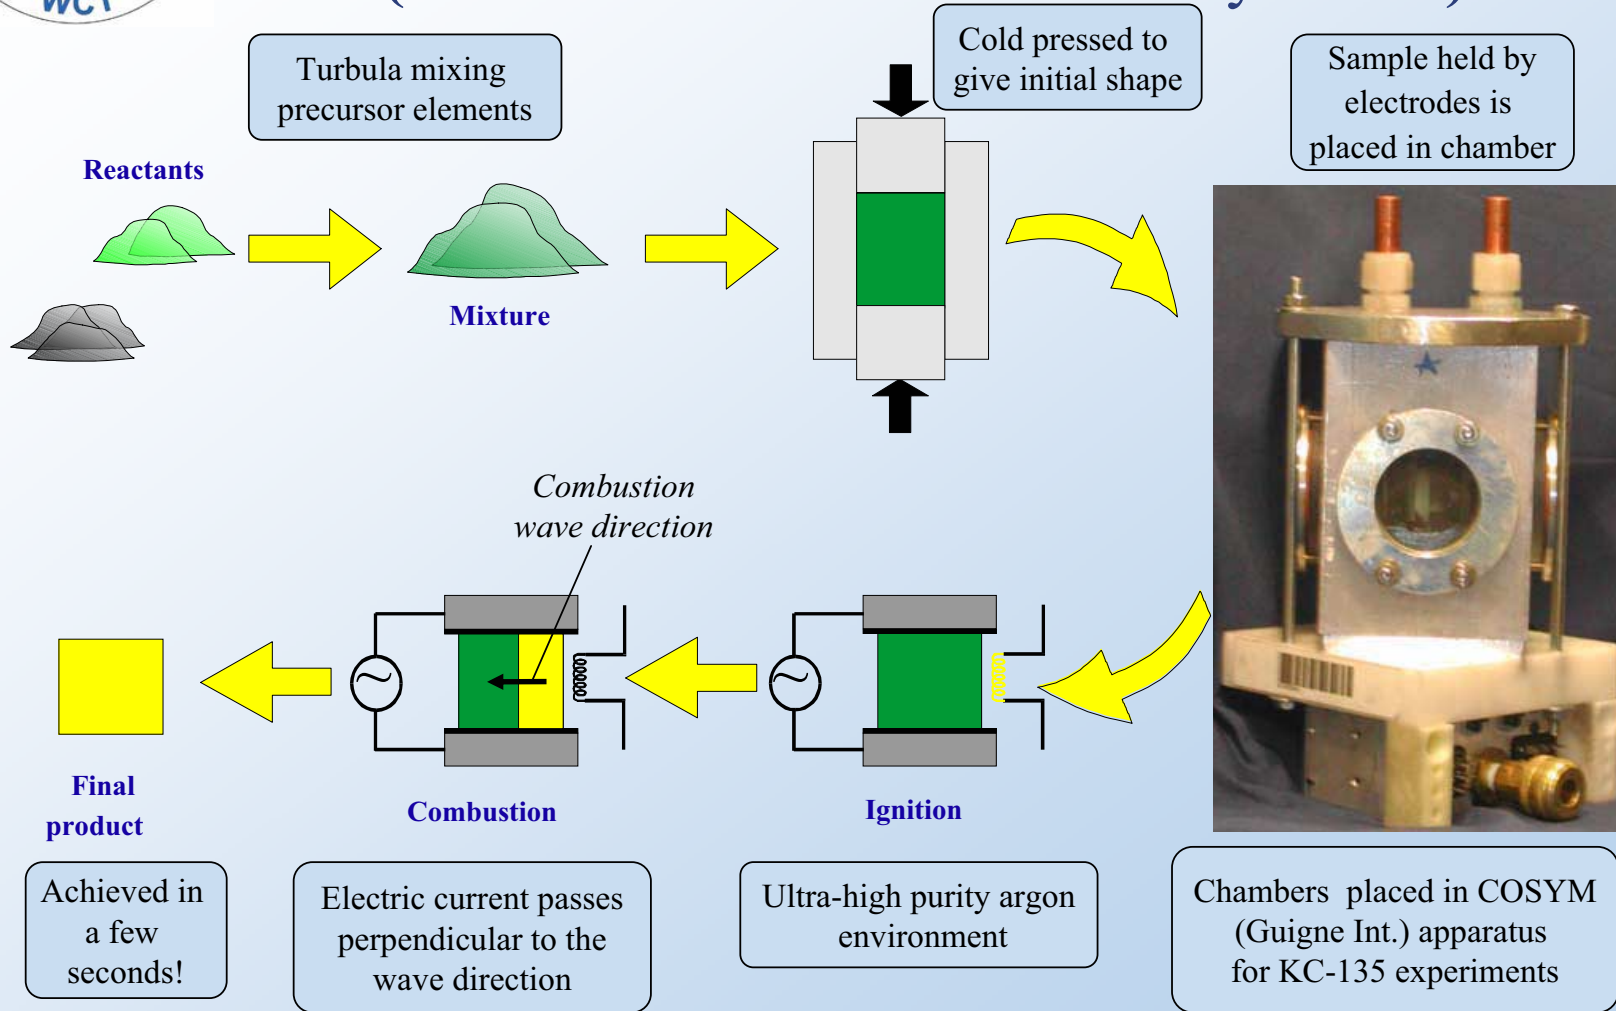 WCT
Turbula mixing
precursor elements
Cold pressed to
give initial shape
Sample held by
electrodes is
placed in chamber
Reactants
Mixture
Combustion
wave direction
Final
product
Combustion
Ignition
Achieved in
a few
seconds!
Electric current passes
perpendicular to the
wave direction
Ultra-high purity argon
environment
Chambers placed in COSYM
(Guigne Int.) apparatus
for KC-135 experiments